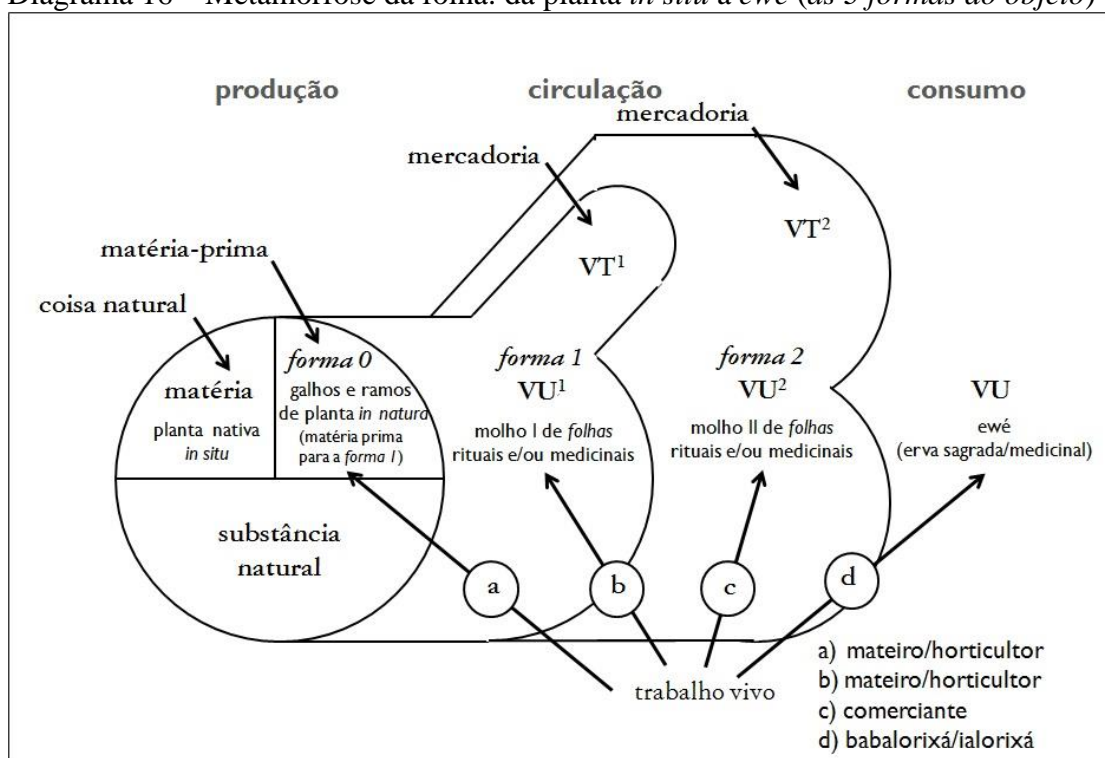 Diagrama 16 – Metamorfose da folha: da planta in situ a ewé (as 3 formas do objeto)
produção
circulação
consumo
mercadoria
mercadoria
VT²
VT¹
matéria-prima
coisa natural
forma 0
galhos e ramos
de planta in natura
(matéria prima
para a forma 1)
matéria
planta nativa
in situ
substância
natural
forma 1
VU¹
molho I de folhas
rituais e/ou medicinais
forma 2
VU²
molho II de folhas
rituais e/ou medicinais
VU
ewé
(erva sagrada/medicinal)
a
b
c
d
trabalho vivo
a) mateiro/horticultor
b) mateiro/horticultor
c) comerciante
d) babalorixá/ialorixá